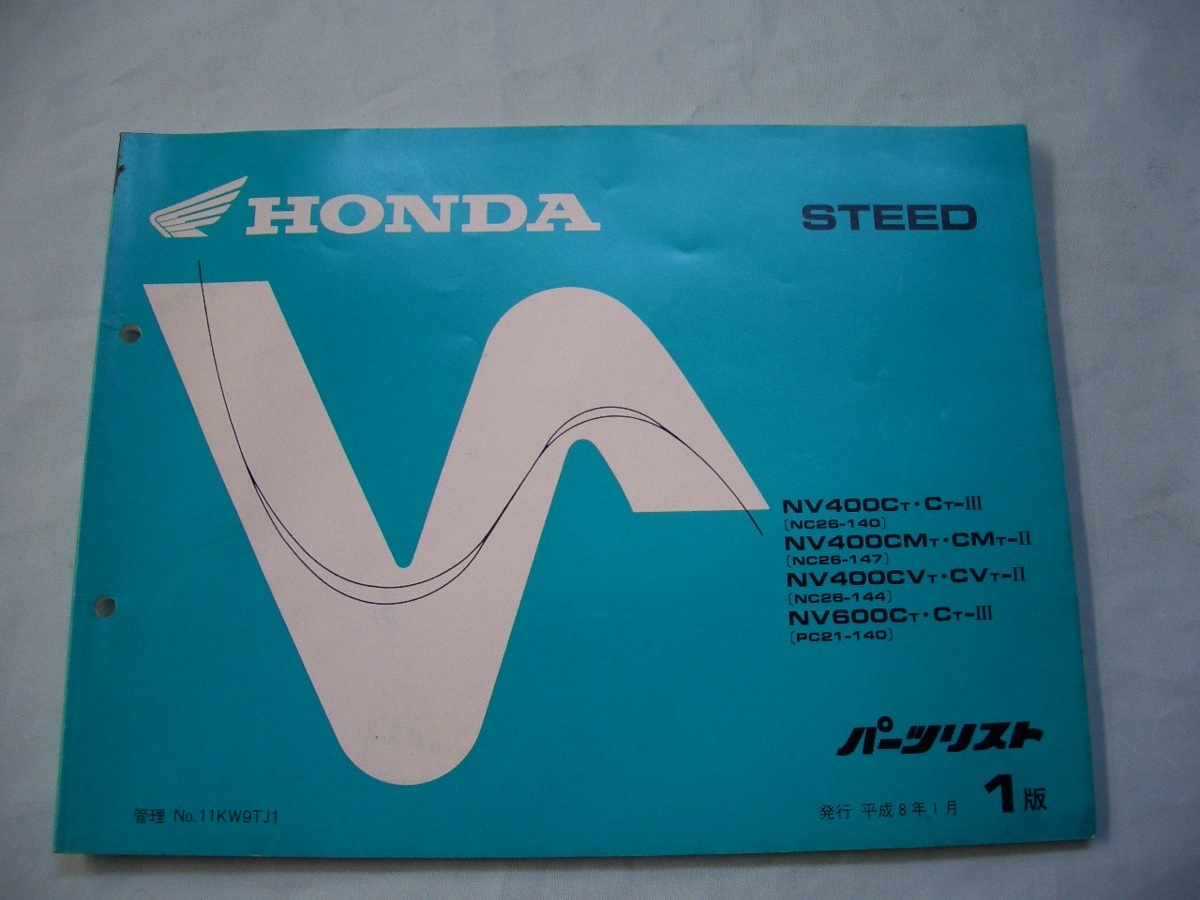 HONDA
STEED
NV400CT・CT-III
[NC26-140]
NV400CMT・CMT-II
[NC26-147]
NV400CVT・CVT-II
[NC26-144]
NV600CT・CT-III
[PC21-140]
パーツリスト
管理 No.11KW9TJ1
発行 平成8年1月 1版